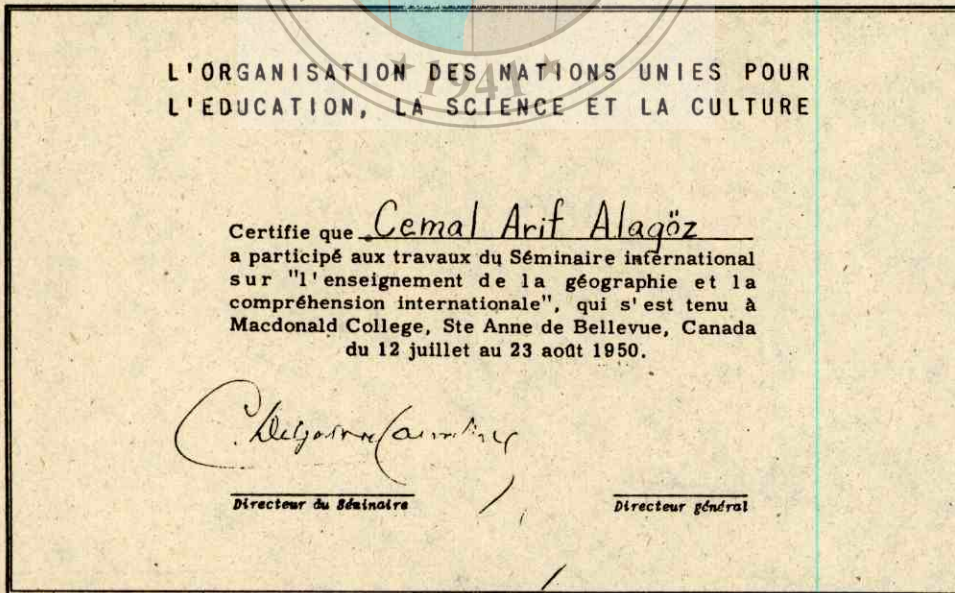 1941
L'ORGANISATION DES NATIONS UNIES POUR
L'EDUCATION, LA SCIENCE ET LA CULTURE
Certifie que Cemal Arif Alagöz
a participé aux travaux du Séminaire international
sur "l'enseignement de la géographie et la
compréhension internationale", qui s'est tenu à
Macdonald College, Ste Anne de Bellevue, Canada
du 12 juillet au 23 août 1950.
Directeur du Séminaire
Directeur général